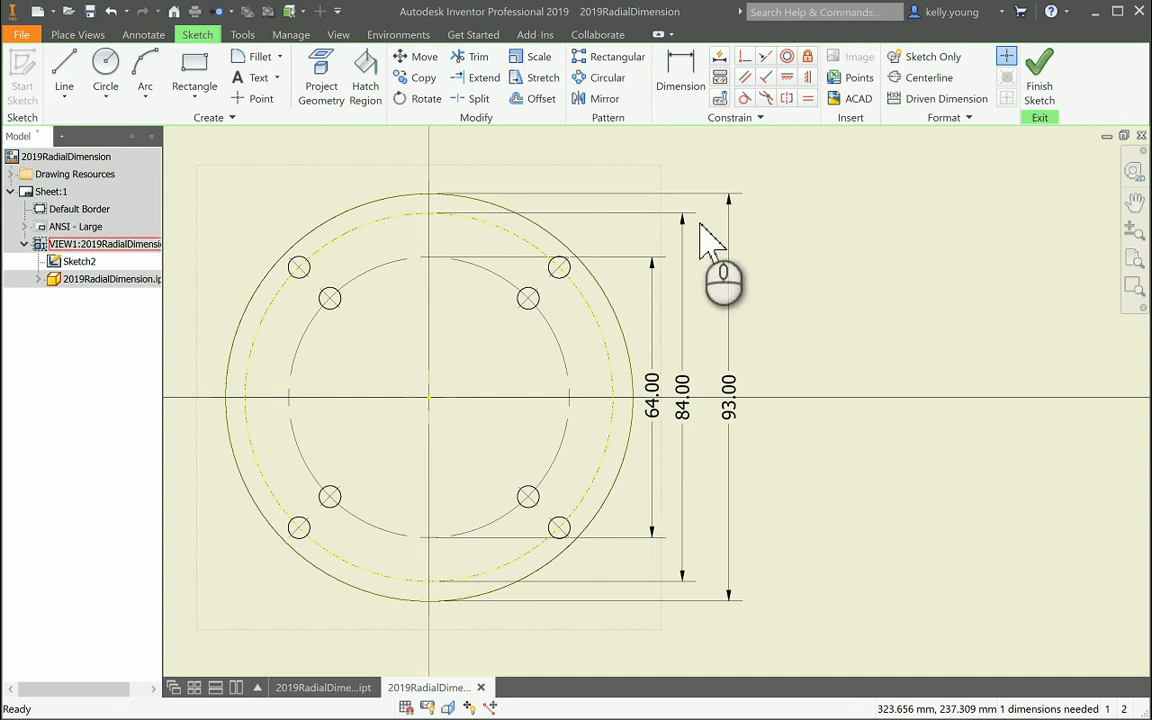 PRO
Autodesk Inventor Professional 2019 2019RadialDimension
Search Help & Commands...
kelly.young
File Place Views Annotate Sketch Tools Manage View Environments Get Started Add-Ins Collaborate
Start Sketch
Sketch
Line
Circle
Arc
Rectangle
Fillet
Text
Point
Create
Project Geometry
Hatch Region
Move
Copy
Rotate
Trim
Extend
Split
Scale
Stretch
Offset
Modify
Rectangular
Circular
Mirror
Pattern
Dimension
Constrain
Image
Points
ACAD
Insert
Sketch Only
Centerline
Driven Dimension
Format
Finish Sketch
Exit
Model
2019RadialDimension
Drawing Resources
Sheet:1
Default Border
ANSI - Large
VIEW1:2019RadialDimensi
Sketch2
2019RadialDimension.ip
64.00
84.00
93.00
2019RadialDime...ipt
2019RadialDime...
Ready
323.656 mm, 237.309 mm 1 dimensions needed 1 2